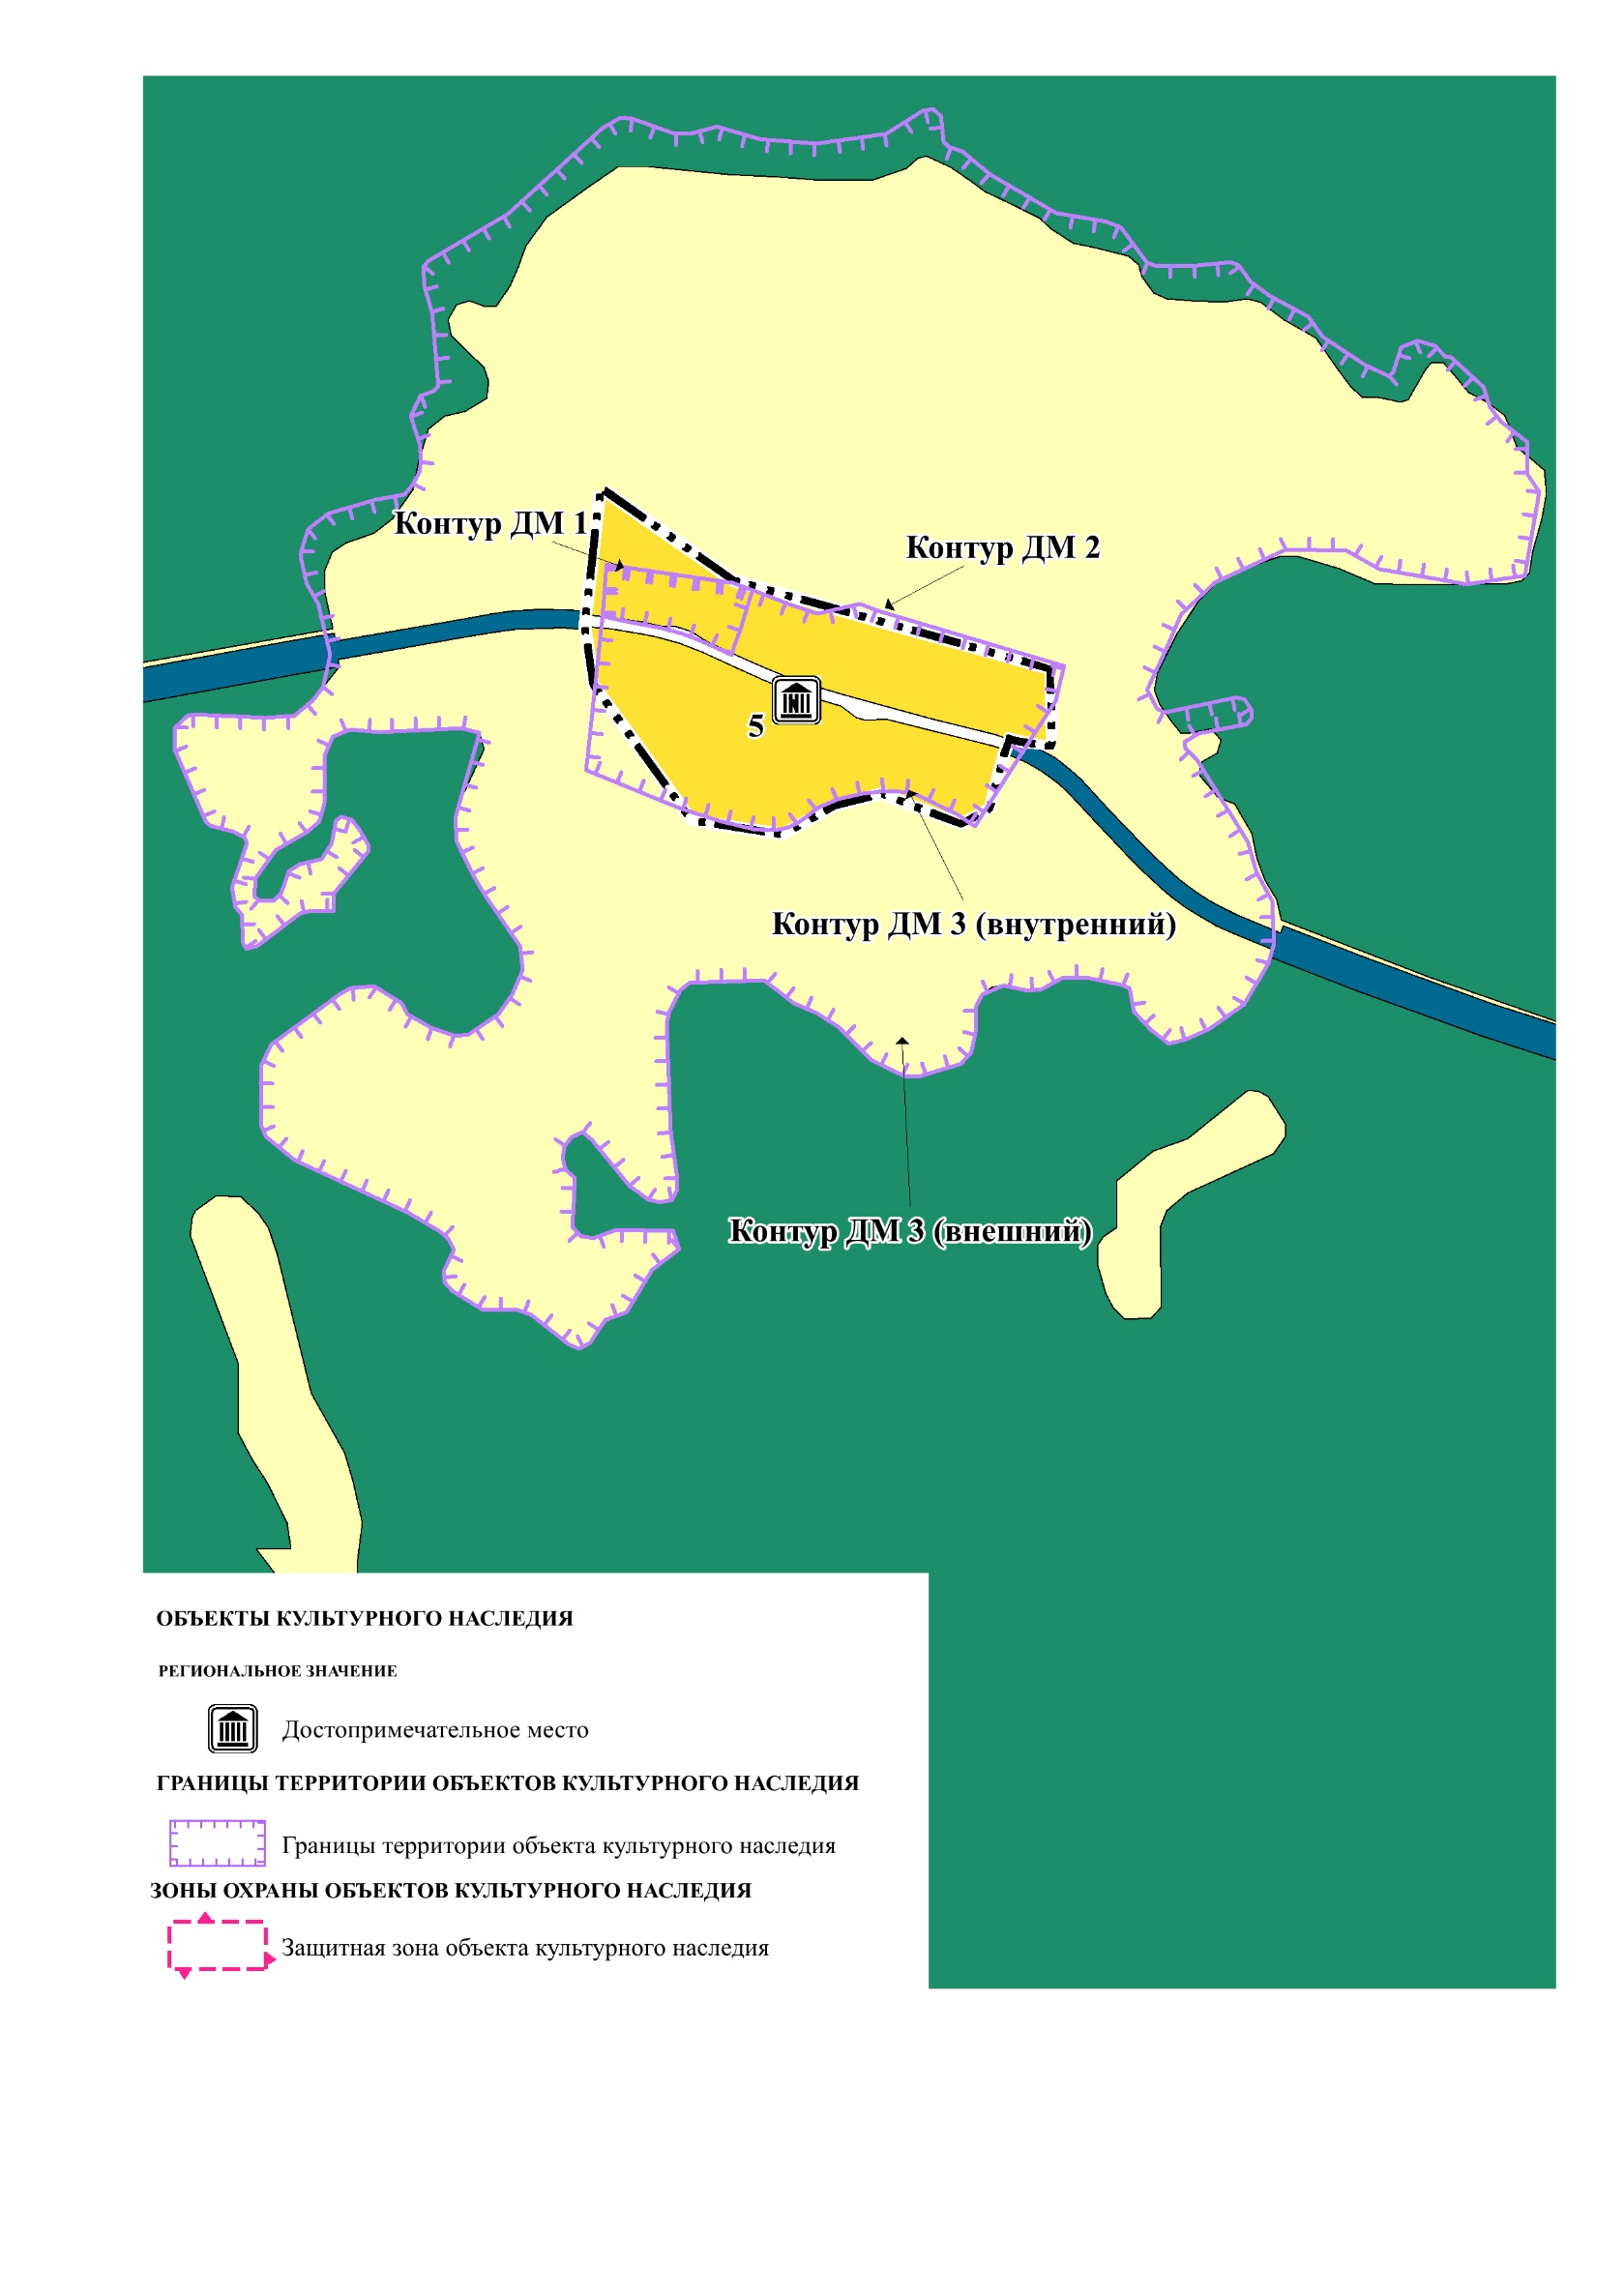 Контур ДМ 1
Контур ДМ 2
5
Контур ДМ 3 (внутренний)
Контур ДМ 3 (внешний)
ОБЪЕКТЫ КУЛЬТУРНОГО НАСЛЕДИЯ
РЕГИОНАЛЬНОЕ ЗНАЧЕНИЕ
Достопримечательное место
ГРАНИЦЫ ТЕРРИТОРИИ ОБЪЕКТОВ КУЛЬТУРНОГО НАСЛЕДИЯ
Границы территории объекта культурного наследия
ЗОНЫ ОХРАНЫ ОБЪЕКТОВ КУЛЬТУРНОГО НАСЛЕДИЯ
Защитная зона объекта культурного наследия